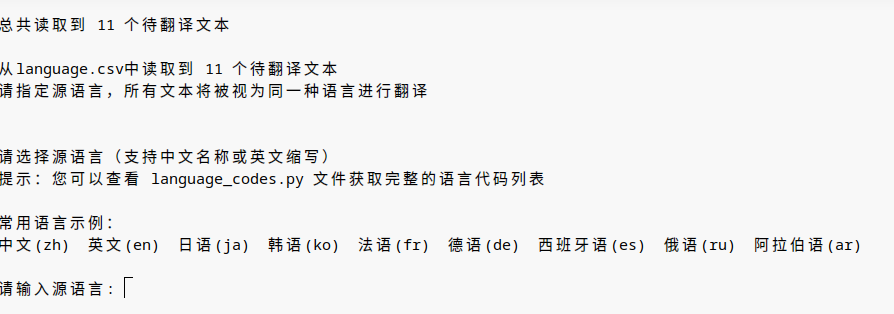 总共读取到 11 个待翻译文本
从language.csv中读取到 11 个待翻译文本
请指定源语言，所有文本将被视为同一种语言进行翻译
请选择源语言（支持中文名称或英文缩写）
提示：您可以查看 language_codes.py 文件获取完整的语言代码列表
常用语言示例：
中文(zh) 英文(en) 日语(ja) 韩语(ko) 法语(fr) 德语(de) 西班牙语(es) 俄语(ru) 阿拉伯语(ar)
请输入源语言：